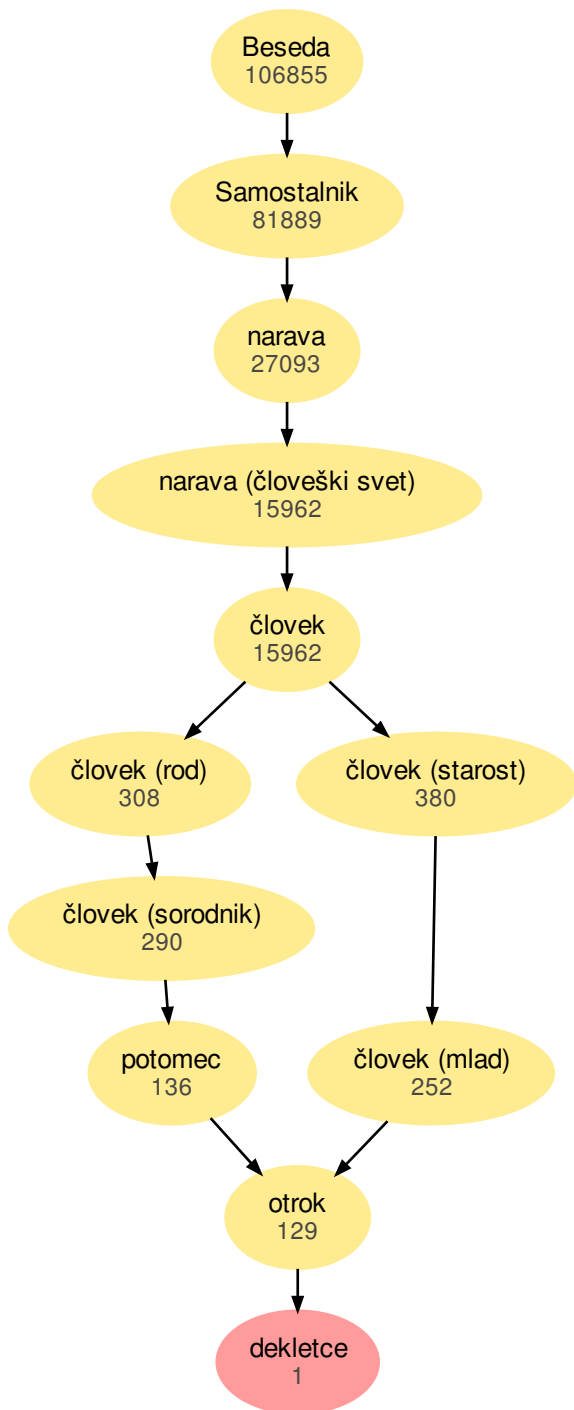 Beseda
106855
Samostalnik
81889
narava
27093
narava (človeški svet)
15962
človek
15962
človek (rod)
308
človek (starost)
380
človek (sorodnik)
290
potomec
136
človek (mlad)
252
otrok
129
dekletce
1